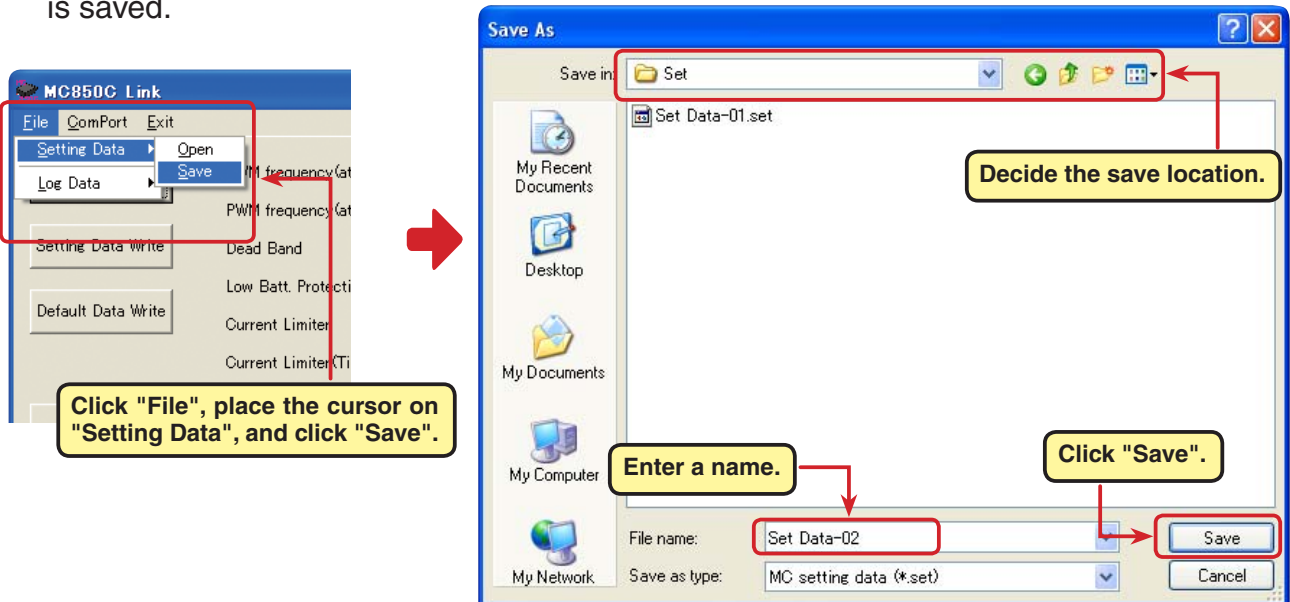 is saved.
MC850C Link
File ComPort Exit
Setting Data Open
Save
Log Data
PWM frequency(at
Setting Data Write
Dead Band
Low Batt. Protecti
Default Data Write
Current Limiter
Current Limiter(Ti
Click "File", place the cursor on
"Setting Data", and click "Save".
Save As
Save in:
Set
Set Data-01.set
My Recent
Documents
Decide the save location.
Desktop
My Documents
My Computer
Enter a name.
Click "Save".
File name:
Set Data-02
Save
My Network
Save as type:
MC setting data (*.set)
Cancel